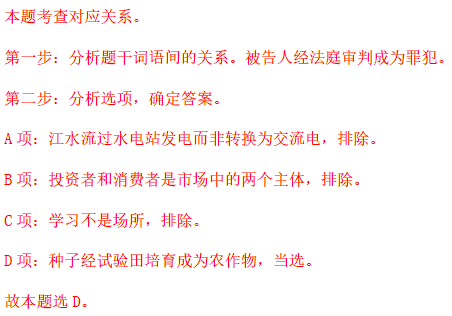 本题考查对应关系。
第一步：分析题干词语间的关系。被告人经法庭审判成为罪犯。
第二步：分析选项，确定答案。
A 项：江水流过水电站发电而非转换为交流电，排除。
B 项：投资者和消费者是市场中的两个主体，排除。
C 项：学习不是场所，排除。
D 项：种子经试验田培育成为农作物，当选。
故本题选 D。